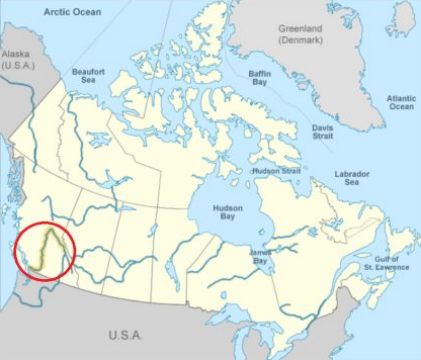 Arctic Ocean
Greenland
(Denmark)
Alaska
(U.S.A.)
Beaufort
Sea
Baffin
Bay
Atlantic
Ocean
Davis
Strait
Hudson Strait
Labrador
Sea
Hudson
Bay
James
Bay
Gulf of
St. Lawrence
U.S.A.